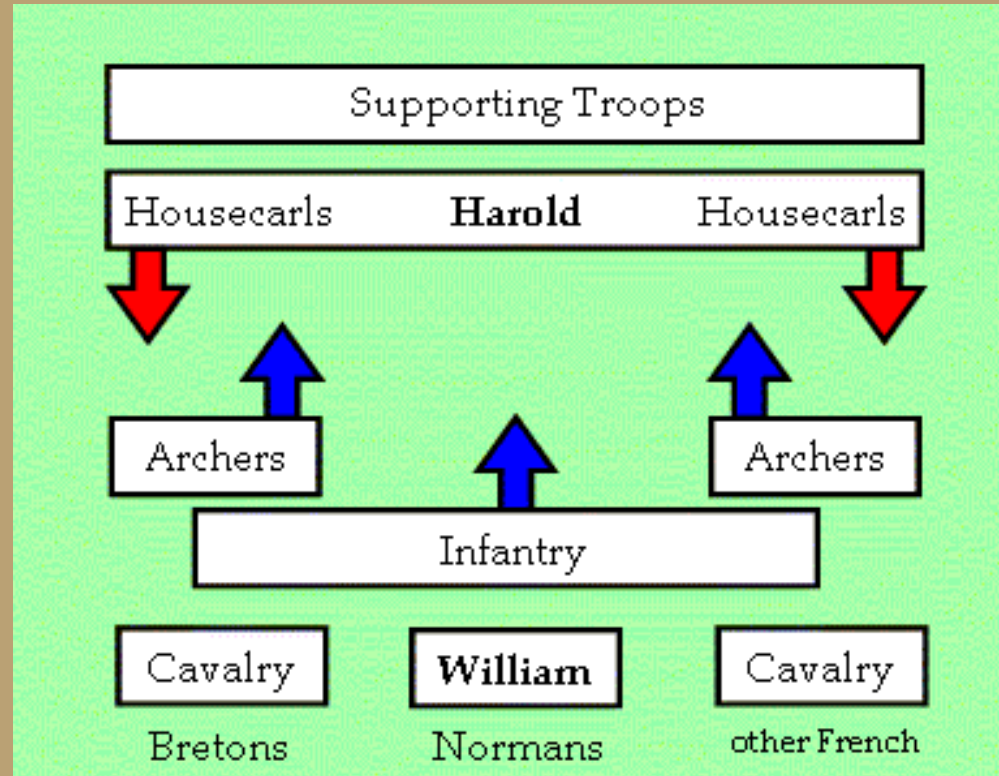 Supporting Troops
Housecarls Harold Housecarls
Archers Archers
Infantry
Cavalry William Cavalry
Bretons Normans other French